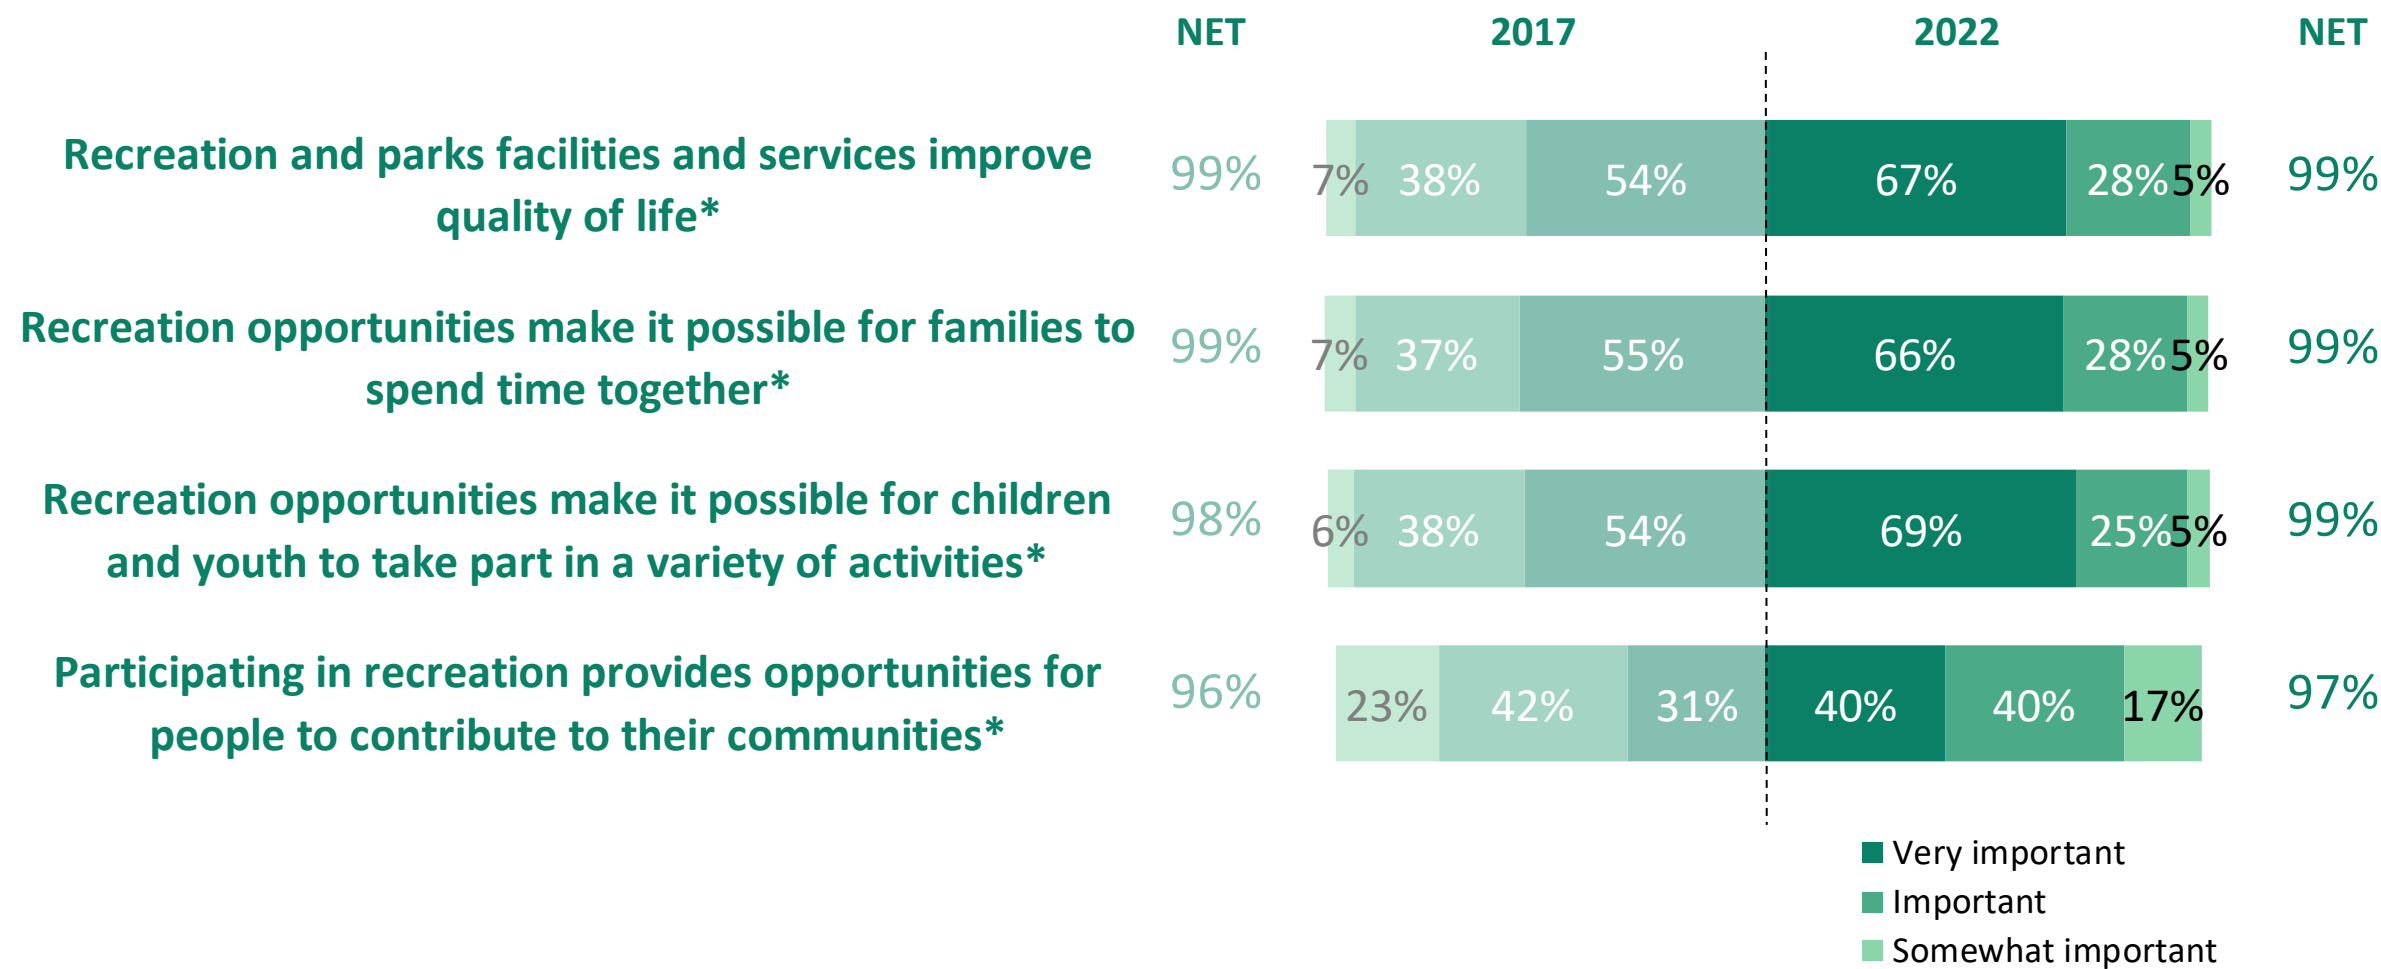 NET 2017 2022 NET
Recreation and parks facilities and services improve
quality of life*
99% 7% 38% 54% 67% 28% 5% 99%
Recreation opportunities make it possible for families to
spend time together*
99% 7% 37% 55% 66% 28% 5% 99%
Recreation opportunities make it possible for children
and youth to take part in a variety of activities*
98% 6% 38% 54% 69% 25% 5% 99%
Participating in recreation provides opportunities for
people to contribute to their communities*
96% 23% 42% 31% 40% 40% 17% 97%
Very important
Important
Somewhat important